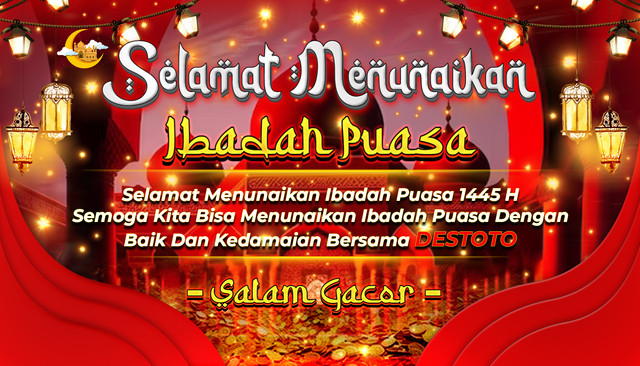 Selamat Menunaikan
Ibadah Puasa
Selamat Menunaikan Ibadah Puasa 1445 H
Semoga Kita Bisa Menunaikan Ibadah Puasa Dengan
Baik Dan Kedamaian Bersama DESTOTO
- Salam Gacor -